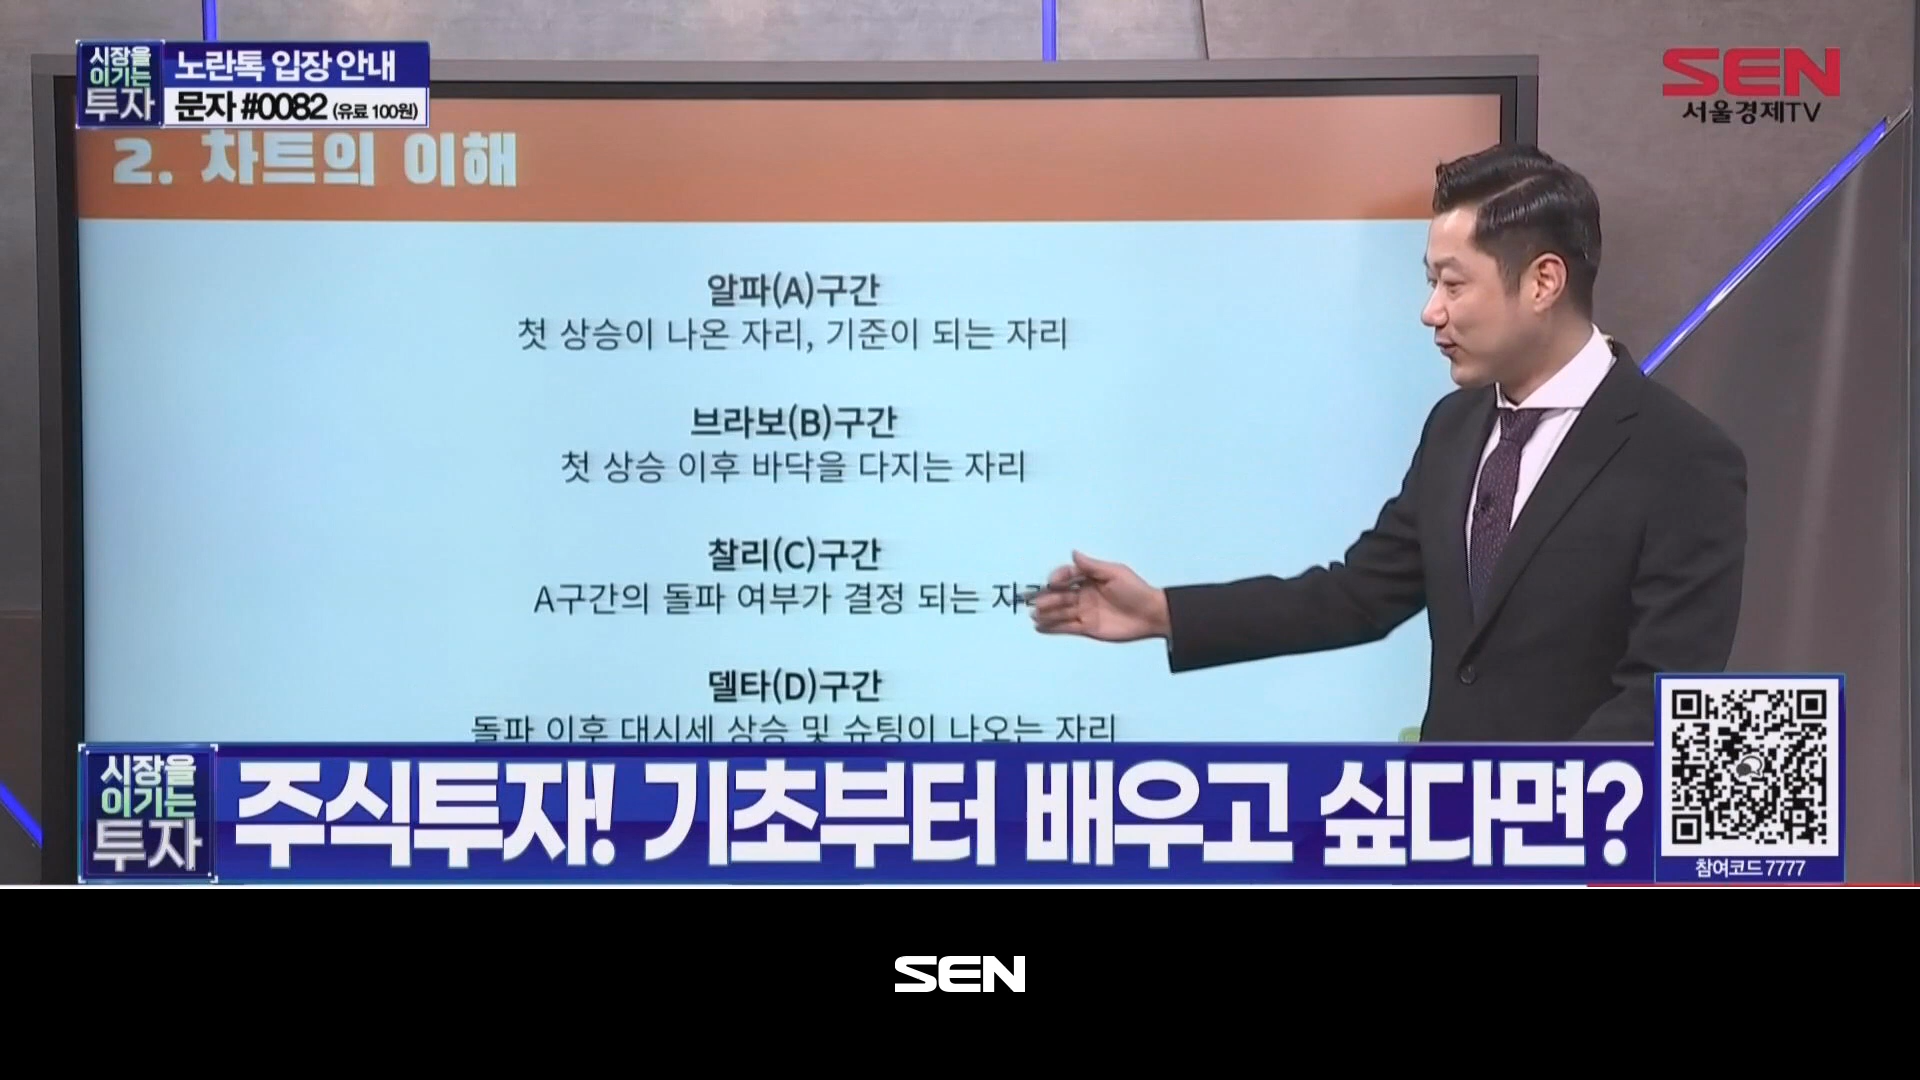 시장을
이기는
투자
노란톡 입장 안내
문자 #0082 (유료 100원)
SEN
서울경제TV
2. 차트의 이해
알파(A)구간
첫 상승이 나온 자리, 기준이 되는 자리
브라보(B)구간
첫 상승 이후 바닥을 다지는 자리
찰리(C)구간
A구간의 돌파 여부가 결정 되는
델타(D)구간
돌파 이후 대시세 상승 및 슈팅이 나오는 자리
시장을
이기는
투자
주식투자! 기초부터 배우고 싶다면?
참여코드 7777
SEN